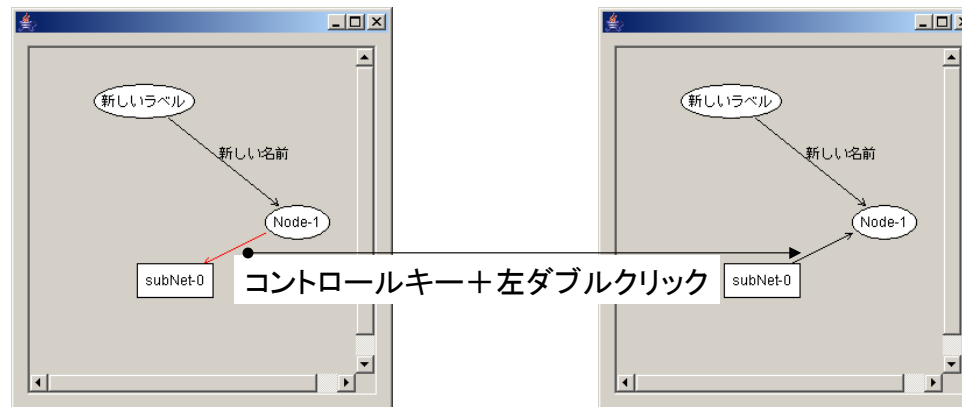 新しいラベル
新しい名前
Node-1
subNet-0
コントロールキー＋左ダブルクリック
新しいラベル
新しい名前
Node-1
subNet-0